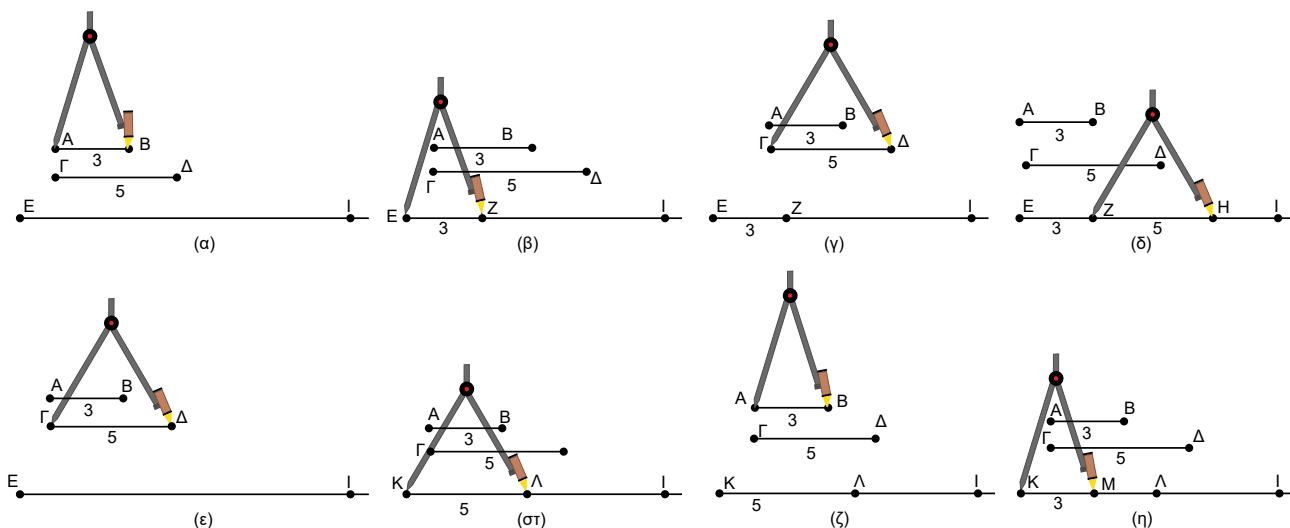 Α Β
3
Γ Δ
5
Ε Ι
(α)
Α Β
3
Γ Δ
5
Ε Ζ Ι
3
(β)
Α Β
3
Γ Δ
5
Ε Ζ Ι
3
(γ)
Α Β
3
Γ Δ
5
Ε Ζ Η Ι
3 5
(δ)
Α Β
3
Γ Δ
5
Ε Ι
(ε)
Α Β
3
Γ
5
Κ Λ Ι
5
(στ)
Α Β
3
Γ Δ
5
Κ Λ Ι
5
(ζ)
Α Β
3
Γ Δ
5
Κ Μ Λ Ι
3
(η)